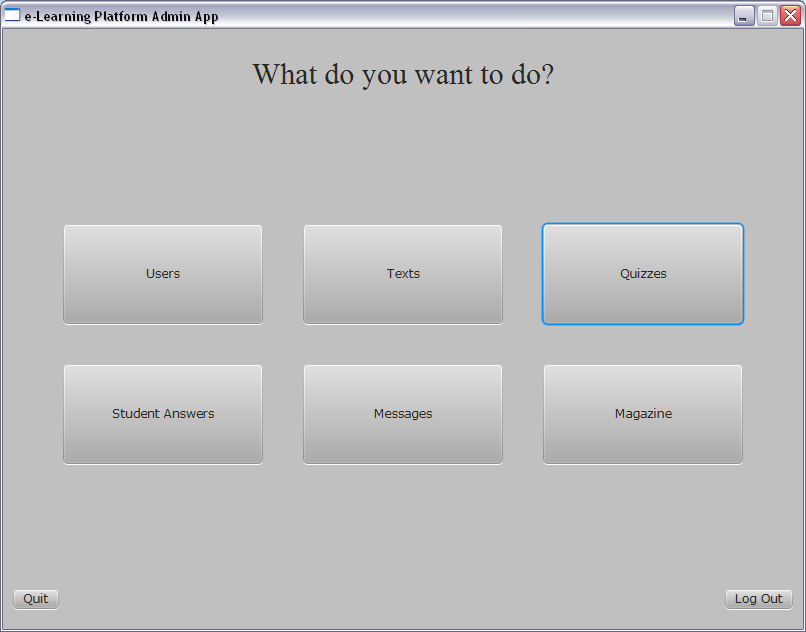 e-Learning Platform Admin App
What do you want to do?
Users
Texts
Quizzes
Student Answers
Messages
Magazine
Quit
Log Out